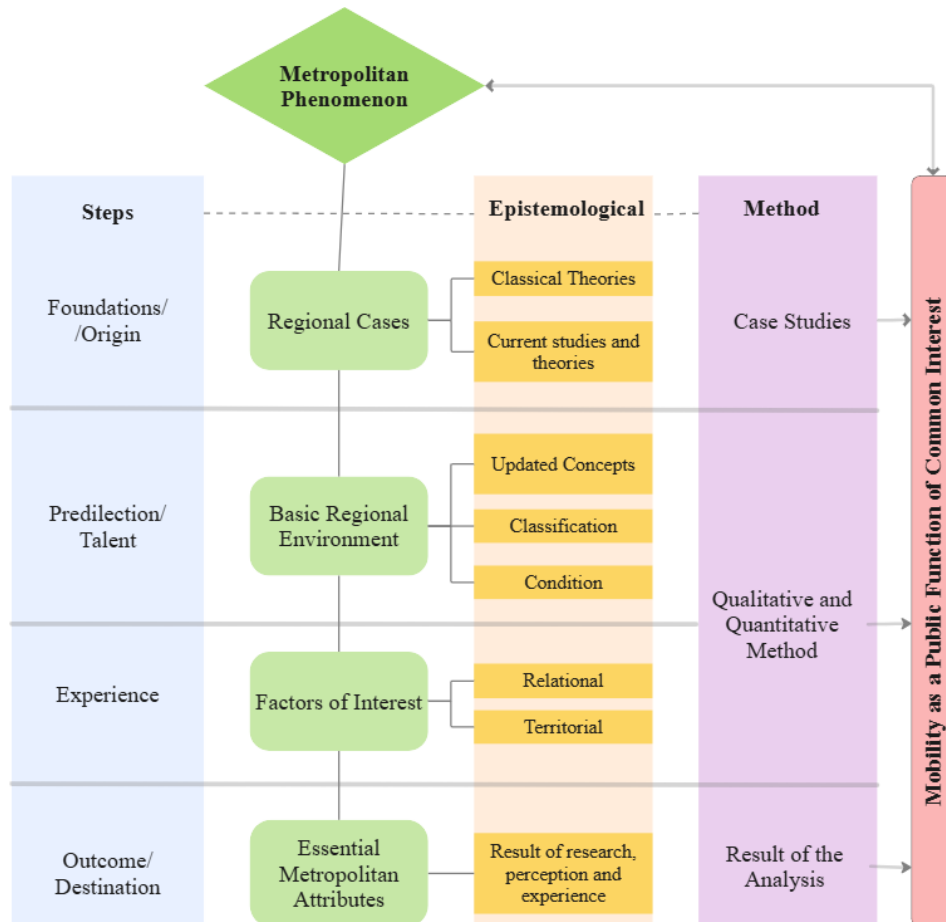 Metropolitan
Phenomenon
Steps
Epistemological
Method
Foundations/
/Origin
Regional Cases
Classical Theories
Current studies and
theories
Case Studies
Predilection/
Talent
Basic Regional
Environment
Updated Concepts
Classification
Condition
Qualitative and
Quantitative
Method
Experience
Factors of Interest
Relational
Territorial
Outcome/
Destination
Essential
Metropolitan
Attributes
Result of research,
perception and
experience
Result of the
Analysis
Mobility as a Public Function of Common Interest